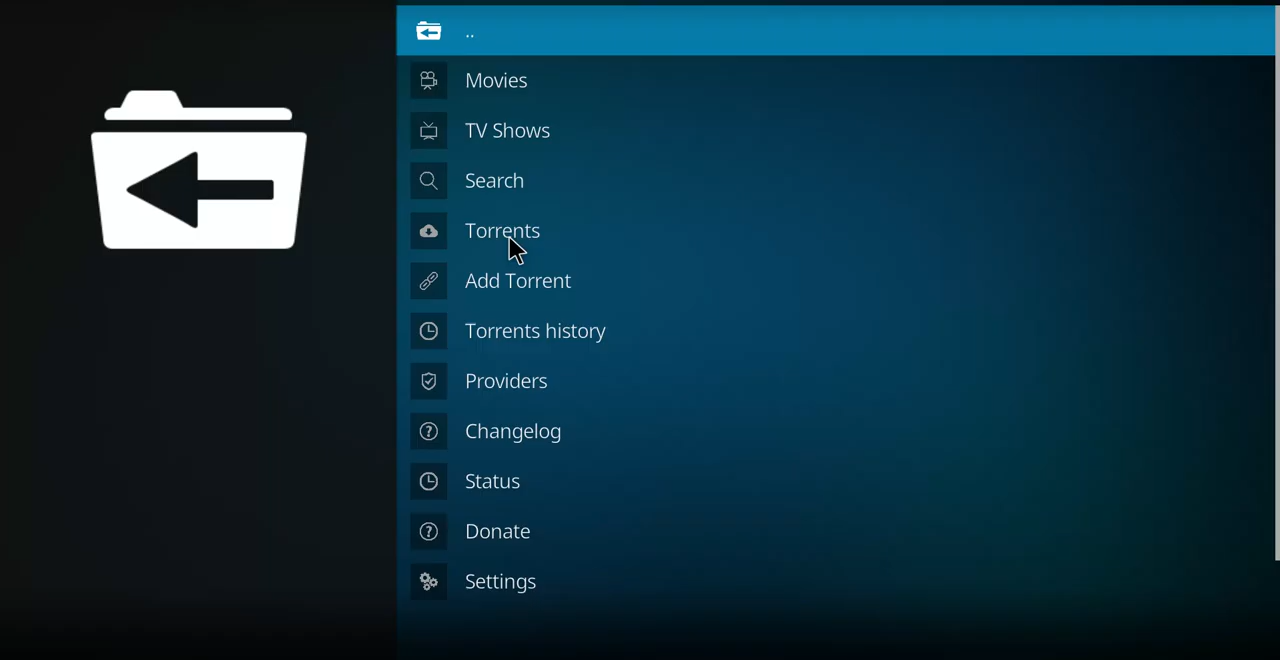 ..
Movies
TV Shows
Search
Torrents
Add Torrent
Torrents history
Providers
Changelog
Status
Donate
Settings